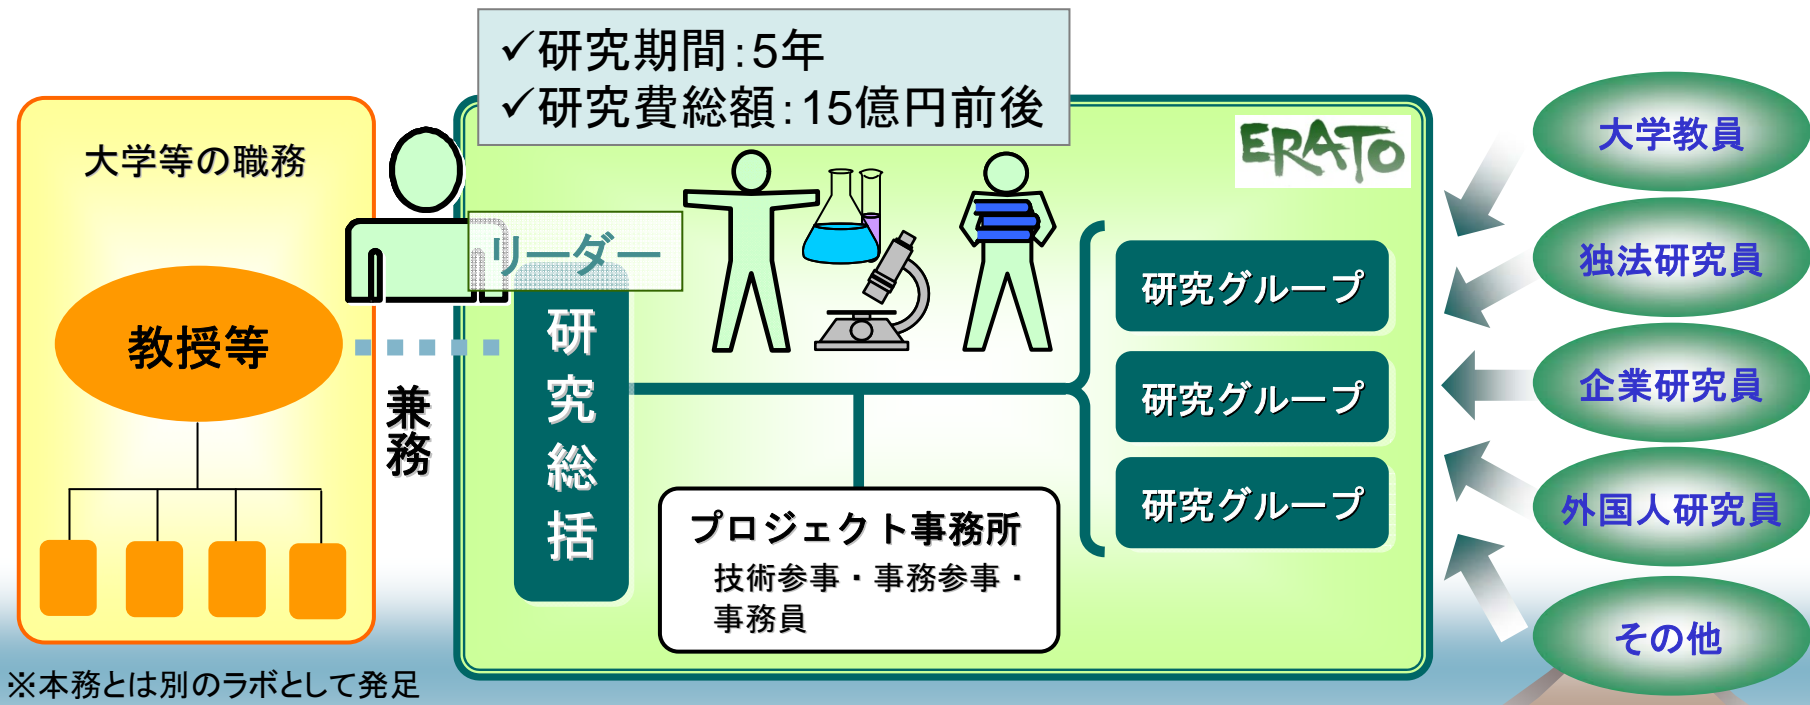 ✓研究期間：5年
✓研究費総額：15億円前後
大学等の職務
教授等
兼務
※本務とは別のラボとして発足
リーダー
研究総括
ERATO
研究グループ
研究グループ
研究グループ
プロジェクト事務所
技術参事・事務参事・
事務員
大学教員
独法研究員
企業研究員
外国人研究員
その他